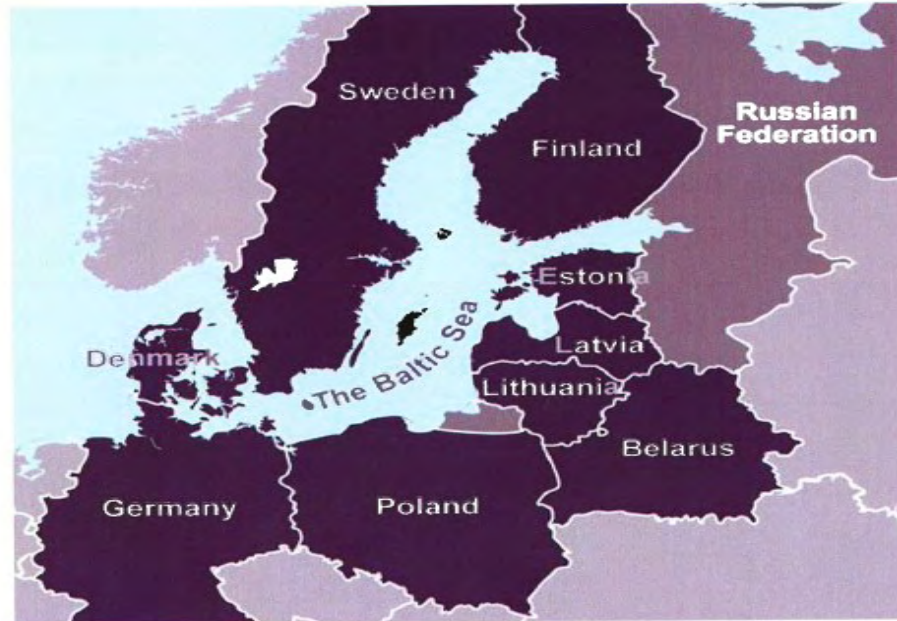 Sweden
Finland
Russian
Federation
Estonia
Denmark
The Baltic Sea
Latvia
Lithuania
Belarus
Germany
Poland